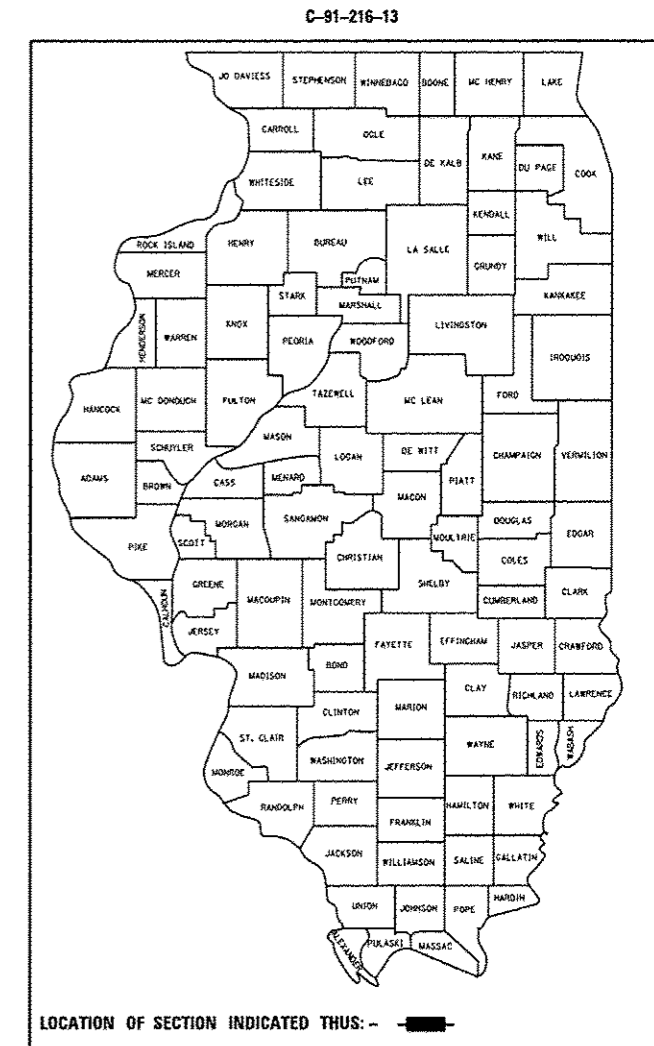 C-91-216-13
JO DAVIESS STEPHENSON WINNEBAGO BOONE MC HENRY LAKE
CARROLL OGLE DE KALB KANE DU PAGE COOK
WHITESIDE LEE
KENDALL
ROCK ISLAND HENRY BUREAU LA SALLE GRUNDY WILL
MERCER PUTNAM
STARK MARSHALL KANKAKEE
HENDERSON WARREN KNOX PEORIA WOODFORD LIVINGSTON IROQUOIS
HANCOCK MC DONOUGH FULTON TAZEWELL MC LEAN FORD
MASON
SCHUYLER LOGAN DE WITT CHAMPAIGN VERMILION
ADAMS BROWN CASS MENARD PIATT
MACON
PIKE SCOTT MORGAN SANGAMON DOUGLAS EDGAR
MOULTRIE
CHRISTIAN COLES
CALHOUN GREENE MACOUPIN MONTGOMERY SHELBY CUMBERLAND CLARK
JERSEY
FAYETTE EFFINGHAM JASPER CRAWFORD
MADISON BOND
CLAY RICHLAND LAWRENCE
CLINTON MARION
ST. CLAIR WAYNE EDWARDS WABASH
MONROE WASHINGTON JEFFERSON
RANDOLPH PERRY HAMILTON WHITE
FRANKLIN
JACKSON WILLIAMSON SALINE GALLATIN
UNION JOHNSON POPE HARDIN
ALEXANDER PULASKI MASSAC
LOCATION OF SECTION INDICATED THUS: -